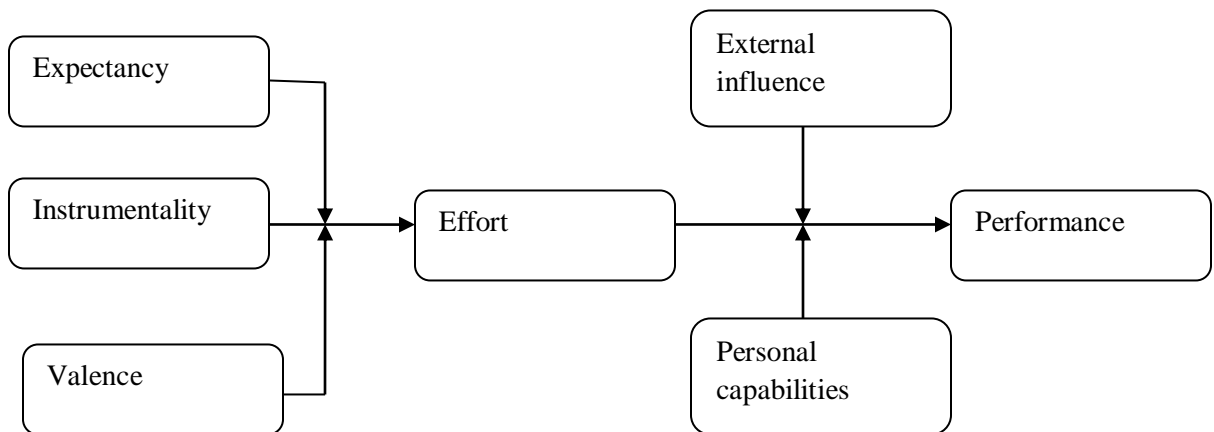 Expectancy
Instrumentality
Valence
Effort
External
influence
Personal
capabilities
Performance